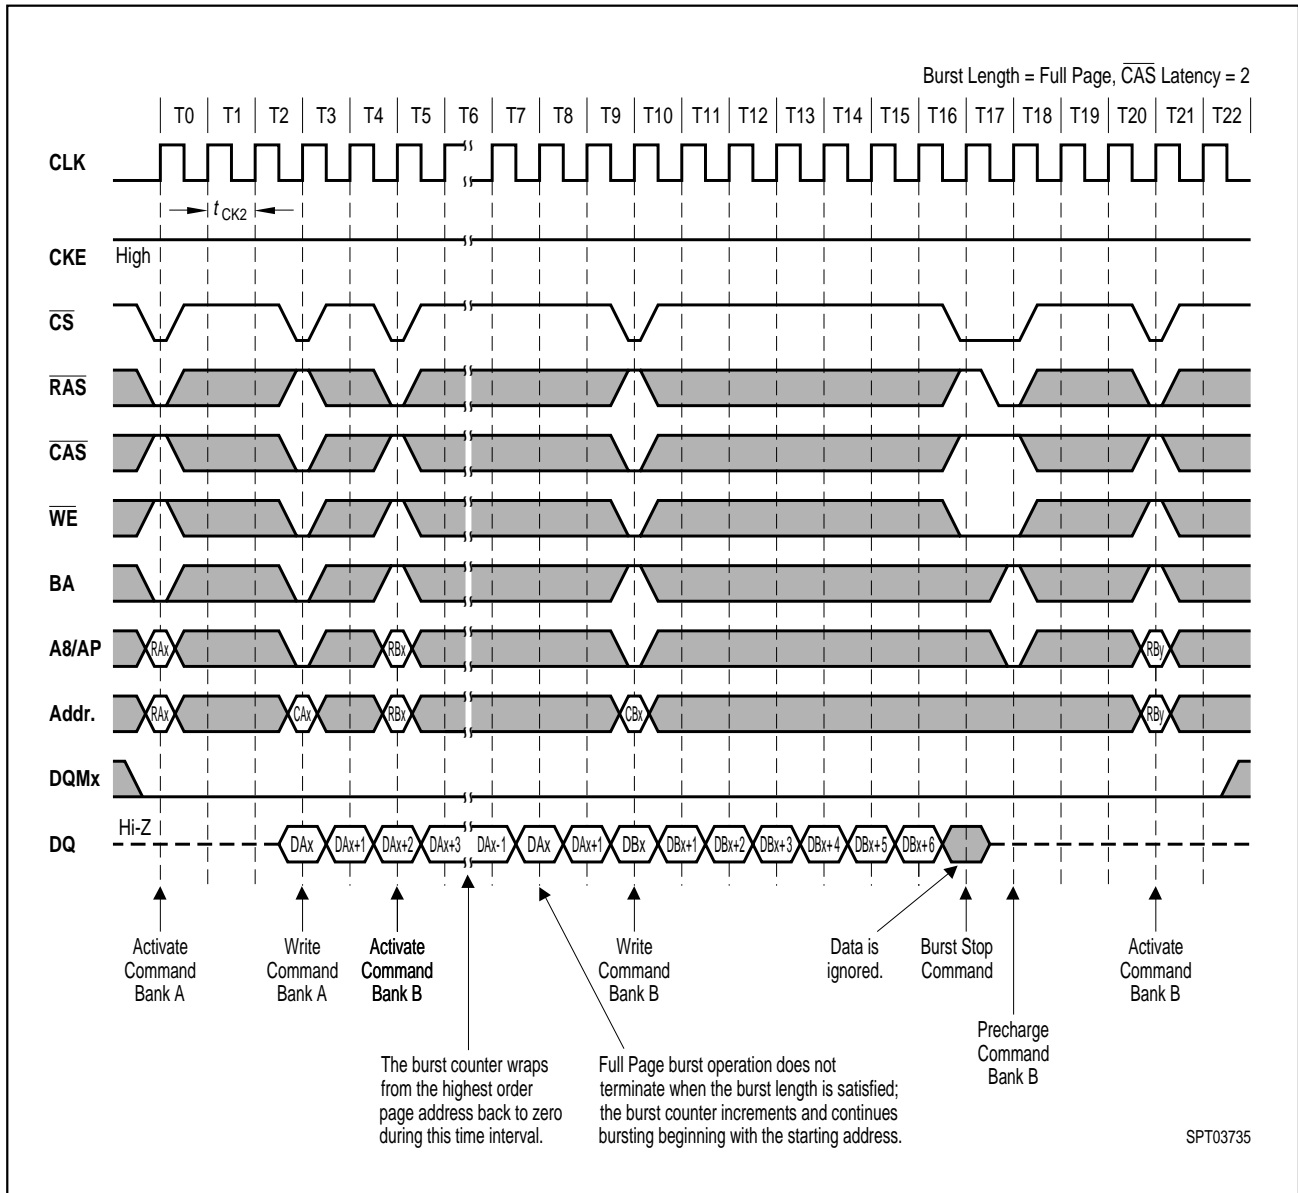 Burst Length = Full Page, CAS Latency = 2
T0 T1 T2 T3 T4 T5 T6 T7 T8 T9 T10 T11 T12 T13 T14 T15 T16 T17 T18 T19 T20 T21 T22
CLK
t CK2
CKE High
CS
RAS
CAS
WE
BA
A8/AP RAx RBx RBy
Addr. RAx CAx RBx CBx RBy
DQMx
DQ Hi-Z DAx DAx+1 DAx+2 DAx+3 DAx-1 DAx DAx+1 DBx DBx+1 DBx+2 DBx+3 DBx+4 DBx+5 DBx+6
Activate
Command
Bank A
Write
Command
Bank A
Activate
Command
Bank B
Write
Command
Bank B
Data is
ignored.
Burst Stop
Command
Activate
Command
Bank B
Precharge
Command
Bank B
The burst counter wraps
from the highest order
page address back to zero
during this time interval.
Full Page burst operation does not
terminate when the burst length is satisfied;
the burst counter increments and continues
bursting beginning with the starting address.
SPT03735